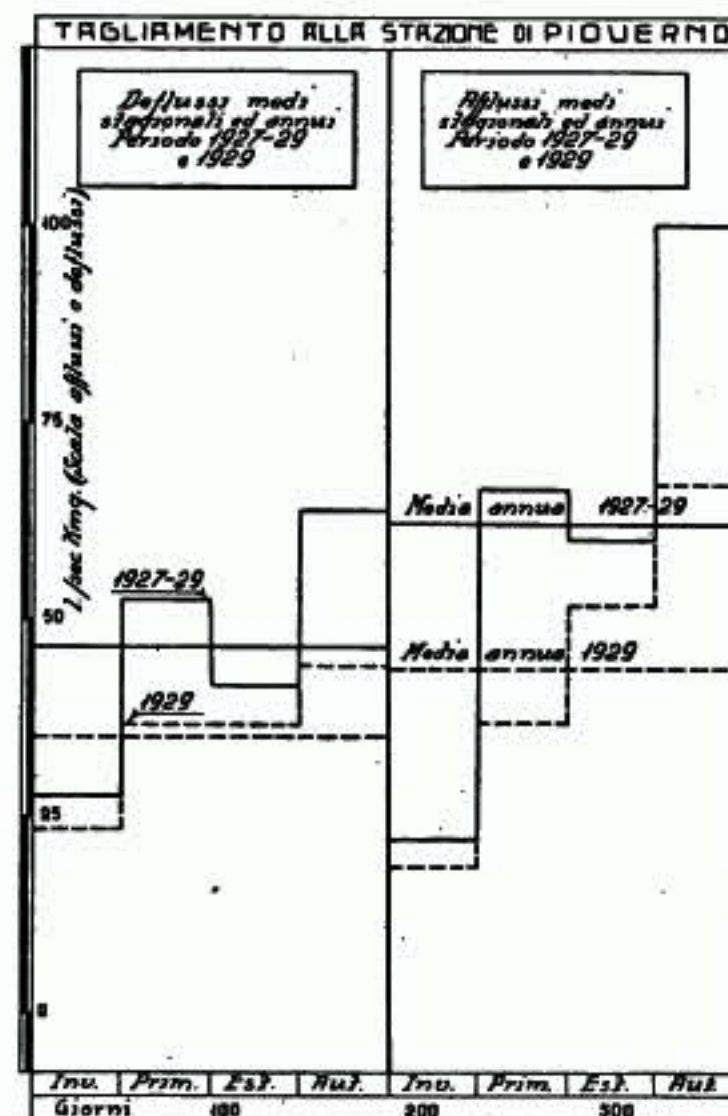 TAGLIAMENTO ALLA STAZIONE DI PIOVERNO
Deflussi medi
stagionali ed annui
Periodo 1927-29
e 1929
Afflussi medi
stagionali ed annui
Periodo 1927-29
e 1929
L/sec Kmq. (Scala afflussi e deflussi)
100
75
50
25
0
1927-29
1929
Media annua 1927-29
Media annua 1929
Inv. Prim. Est. Aut. Inv. Prim. Est. Aut.
Giorni 100 200 300